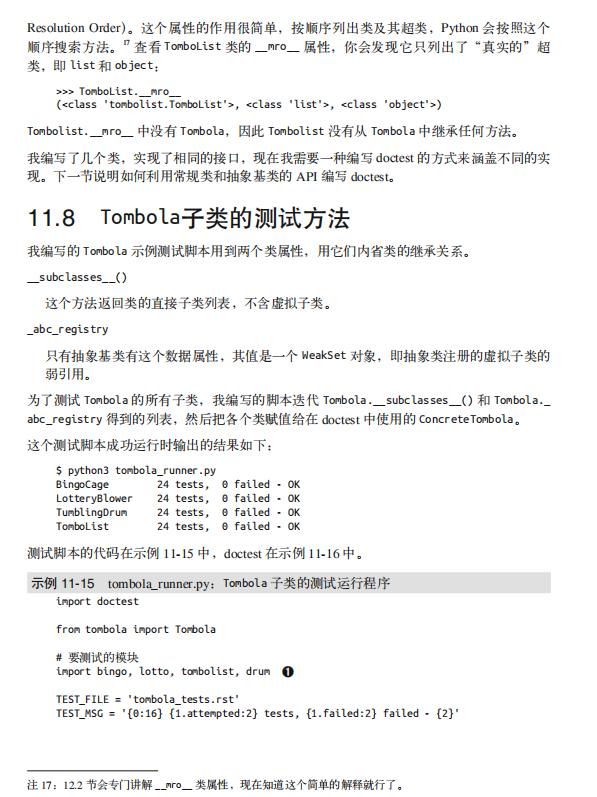 Resolution Order)。这个属性的作用很简单，按顺序列出类及其超类，Python 会按照这个
顺序搜索方法。17 查看 TomboList 类的 __mro__ 属性，你会发现它只列出了“真实的”超
类，即 list 和 object：
>>> TomboList.__mro__
(<class 'tombolist.TomboList'>, <class 'list'>, <class 'object'>)
Tombolist.__mro__ 中没有 Tombola，因此 Tombolist 没有从 Tombola 中继承任何方法。
我编写了几个类，实现了相同的接口，现在我需要一种编写 doctest 的方式来涵盖不同的实
现。下一节说明如何利用常规类和抽象基类的 API 编写 doctest。
11.8 Tombola子类的测试方法
我编写的 Tombola 示例测试脚本用到两个类属性，用它们内省类的继承关系。
__subclasses__()
这个方法返回类的直接子类列表，不含虚拟子类。
_abc_registry
只有抽象基类有这个数据属性，其值是一个 WeakSet 对象，即抽象类注册的虚拟子类的
弱引用。
为了测试 Tombola 的所有子类，我编写的脚本迭代 Tombola.__subclasses__() 和 Tombola._
abc_registry 得到的列表，然后把各个类赋值给在 doctest 中使用的 ConcreteTombola。
这个测试脚本成功运行时输出的结果如下：
$ python3 tombola_runner.py
BingoCage 24 tests, 0 failed - OK
LotteryBlower 24 tests, 0 failed - OK
TumblingDrum 24 tests, 0 failed - OK
TomboList 24 tests, 0 failed - OK
测试脚本的代码在示例 11-15 中，doctest 在示例 11-16 中。
示例 11-15 tombola_runner.py：Tombola 子类的测试运行程序
import doctest
from tombola import Tombola
# 要测试的模块
import bingo, lotto, tombolist, drum ❶
TEST_FILE = 'tombola_tests.rst'
TEST_MSG = '{0:16} {1.attempted:2} tests, {1.failed:2} failed - {2}'
注 17：12.2 节会专门讲解 __mro__ 类属性，现在知道这个简单的解释就行了。